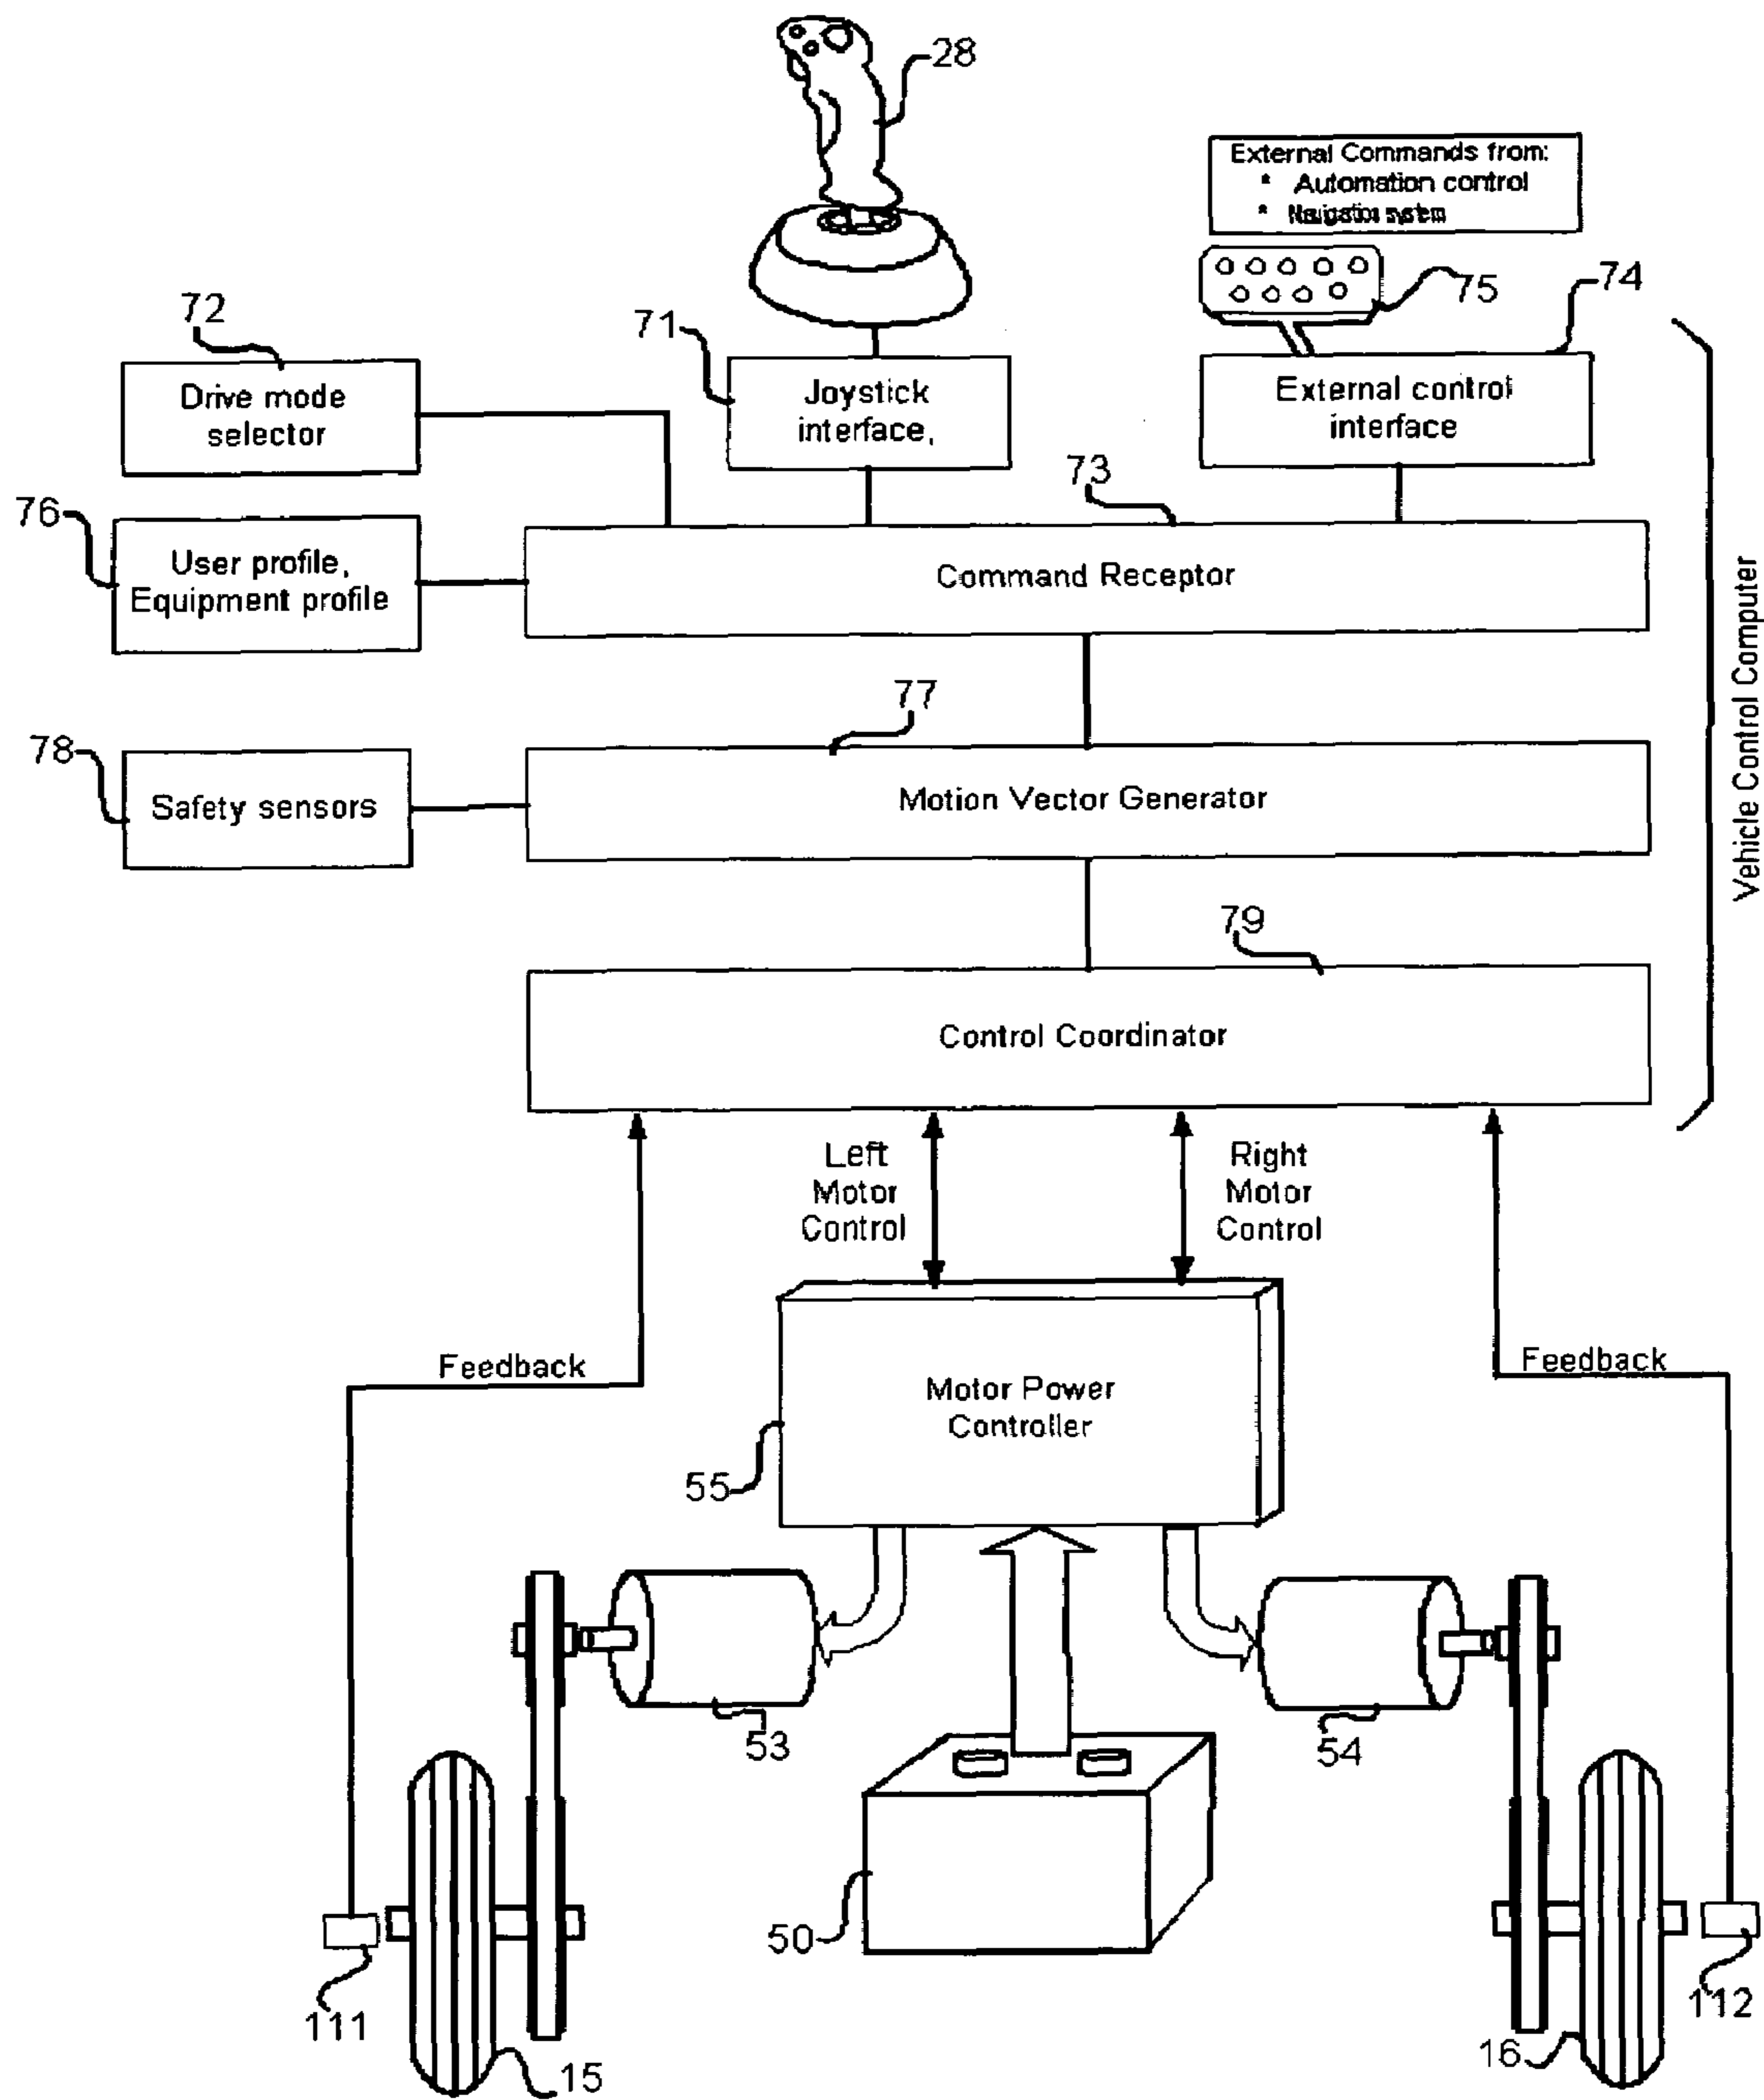 28
External Commands from:
* Automation control
* Navigation system
72
71
75
74
Drive mode
selector
Joystick
interface,
External control
interface
76
73
User profile,
Equipment profile
Command Receptor
Vehicle Control Computer
77
78
Safety sensors
Motion Vector Generator
79
Control Coordinator
Left
Motor
Control
Right
Motor
Control
Feedback
Feedback
Motor Power
Controller
55
53
54
50
111
112
15
16